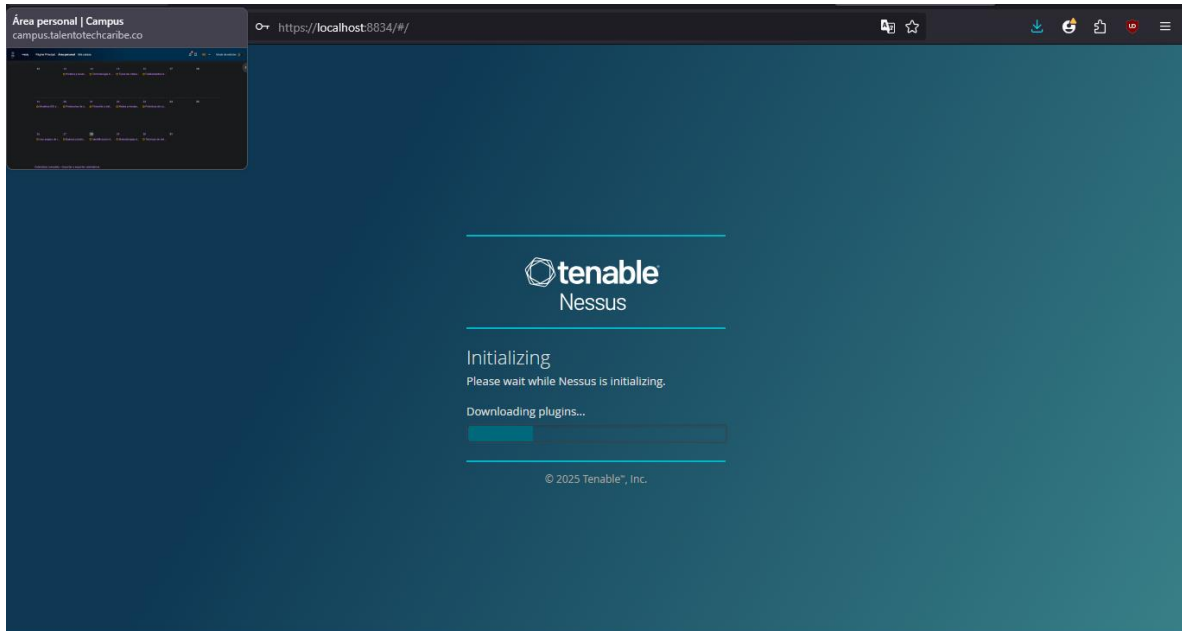 Área personal | Campus
campus.talentotechcaribe.co
https://localhost:8834/#/
tenable
Nessus
Initializing
Please wait while Nessus is initializing.
Downloading plugins...
© 2025 Tenable™, Inc.